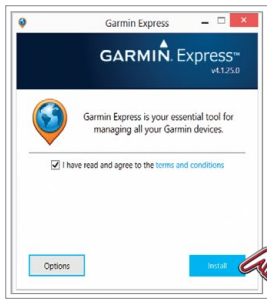 Garmin Express
GARMIN. Express™
v4.1.25.0
Garmin Express is your essential tool for
managing all your Garmin devices.
I have read and agree to the terms and conditions
Options
Install